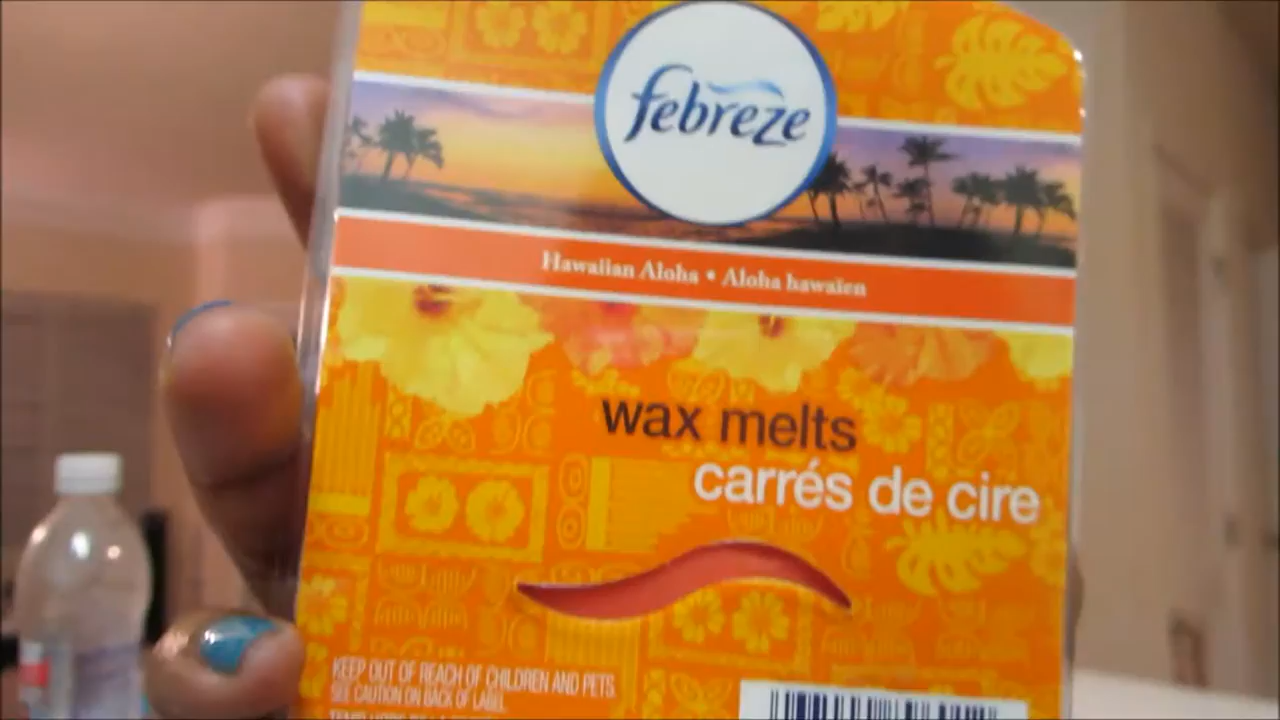 febreze
Hawaiian Aloha • Aloha hawaïen
wax melts
carrés de cire
KEEP OUT OF REACH OF CHILDREN AND PETS.
SEE CAUTION ON BACK OF LABEL.